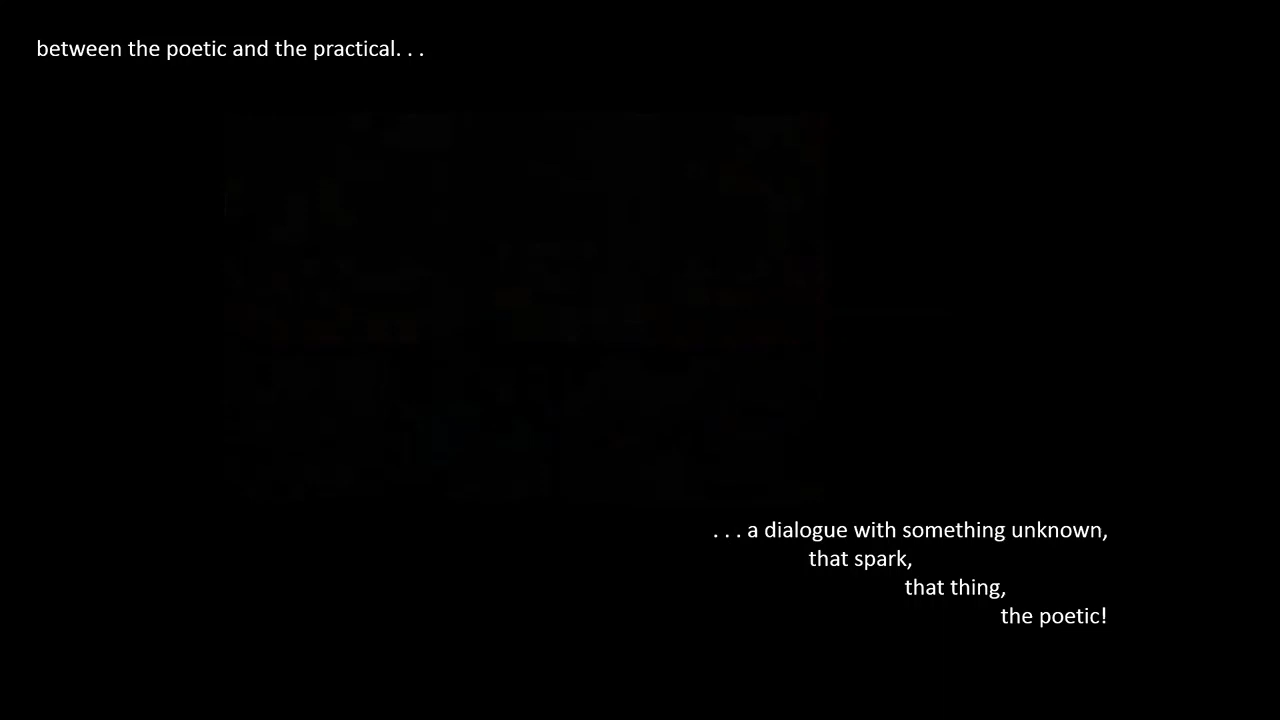 between the poetic and the practical. . .
. . . a dialogue with something unknown,
that spark,
that thing,
the poetic!